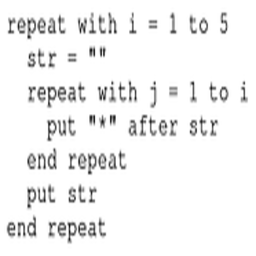 repeat with i = 1 to 5
str = ""
repeat with j = 1 to i
put "*" after str
end repeat
put str
end repeat